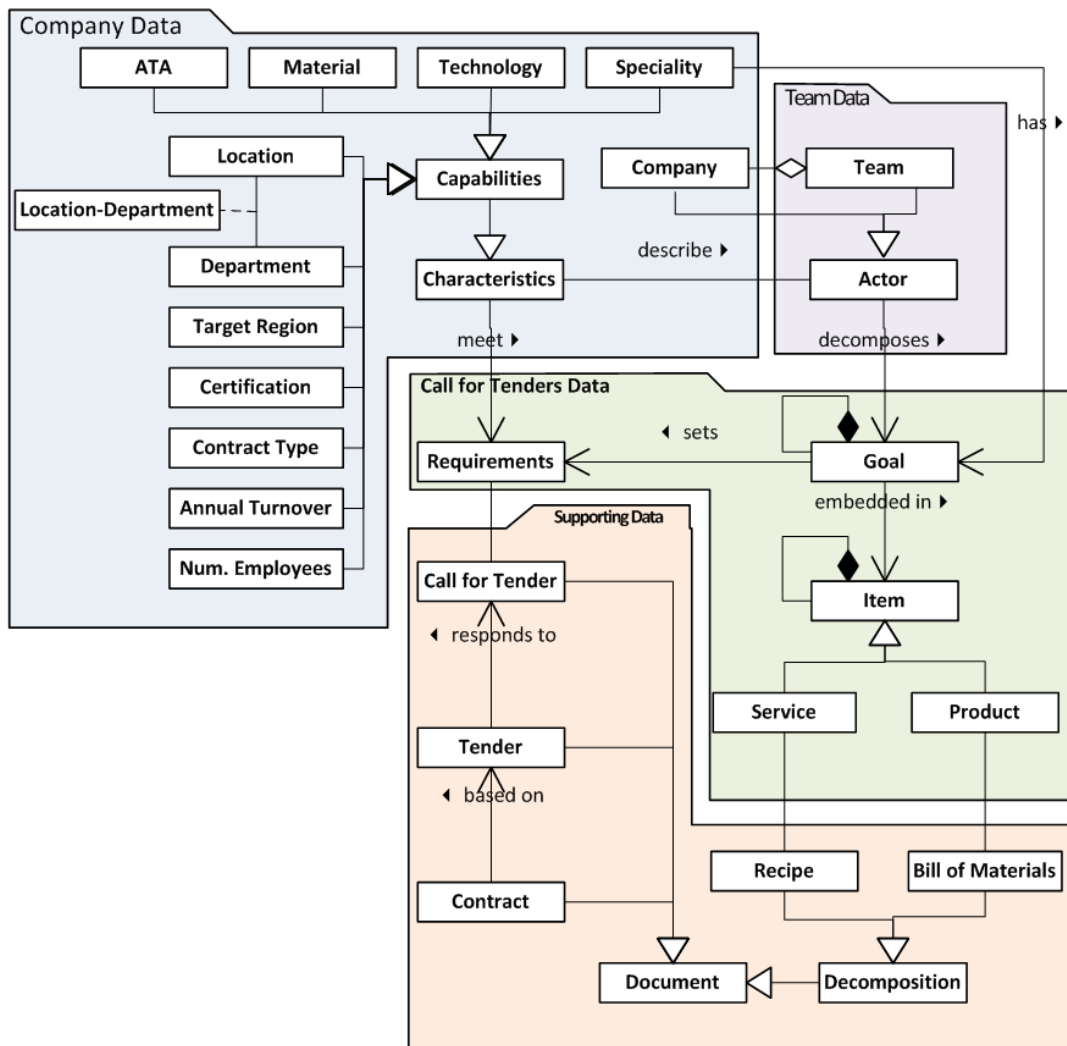 Company Data
ATA
Material
Technology
Speciality
Team Data
has
Location
Capabilities
Company
Team
Location-Department
describe
Department
Characteristics
Actor
Target Region
meet
decomposes
Certification
Call for Tenders Data
sets
Contract Type
Requirements
Goal
Annual Turnover
embedded in
Supporting Data
Num. Employees
Call for Tender
Item
responds to
Service
Product
Tender
based on
Recipe
Bill of Materials
Contract
Document
Decomposition